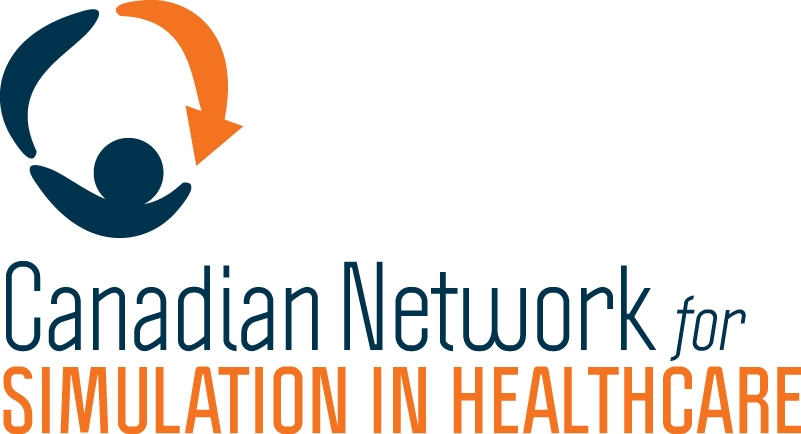 Canadian Network for
SIMULATION IN HEALTHCARE